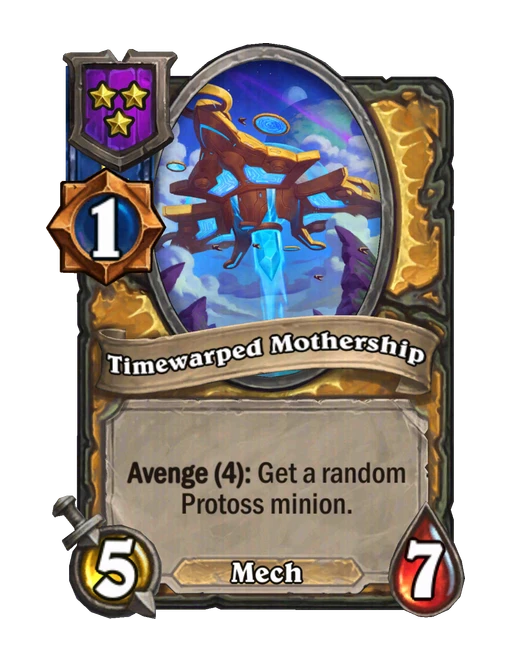 1
Timewarped Mothership
Avenge (4): Get a random
Protoss minion.
5
Mech
7